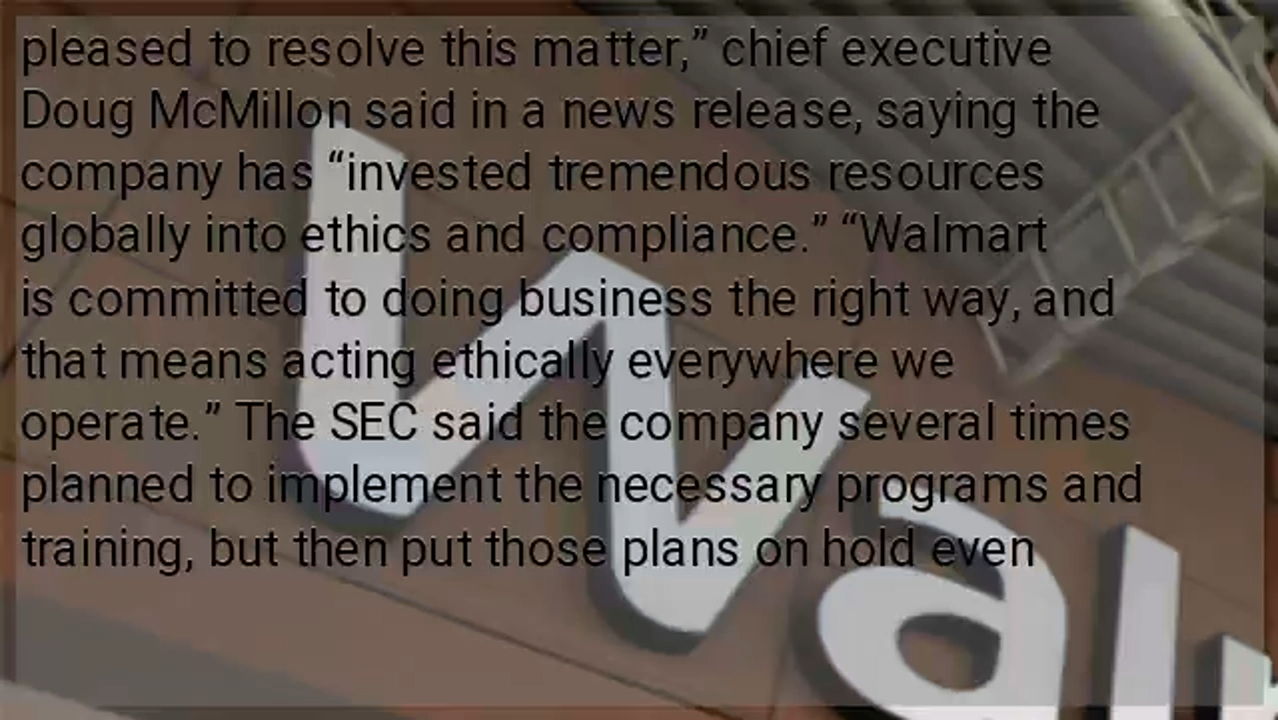 pleased to resolve this matter,” chief executive
Doug McMillon said in a news release, saying the
company has “invested tremendous resources
globally into ethics and compliance.” “Walmart
is committed to doing business the right way, and
that means acting ethically everywhere we
operate.” The SEC said the company several times
planned to implement the necessary programs and
training, but then put those plans on hold even
Wal